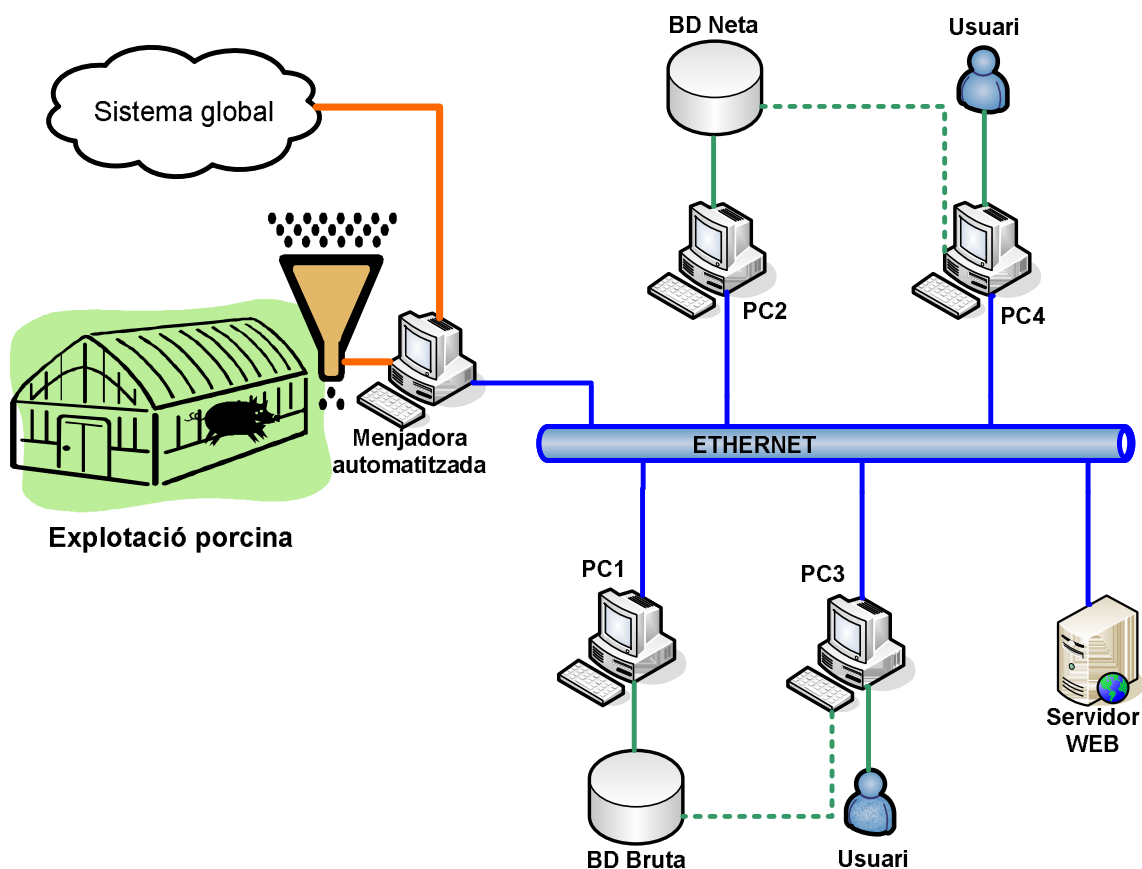 BD Neta
Usuari
Sistema global
PC2
PC4
Menjadora
automatitzada
ETHERNET
Explotació porcina
PC1
PC3
Servidor
WEB
BD Bruta
Usuari